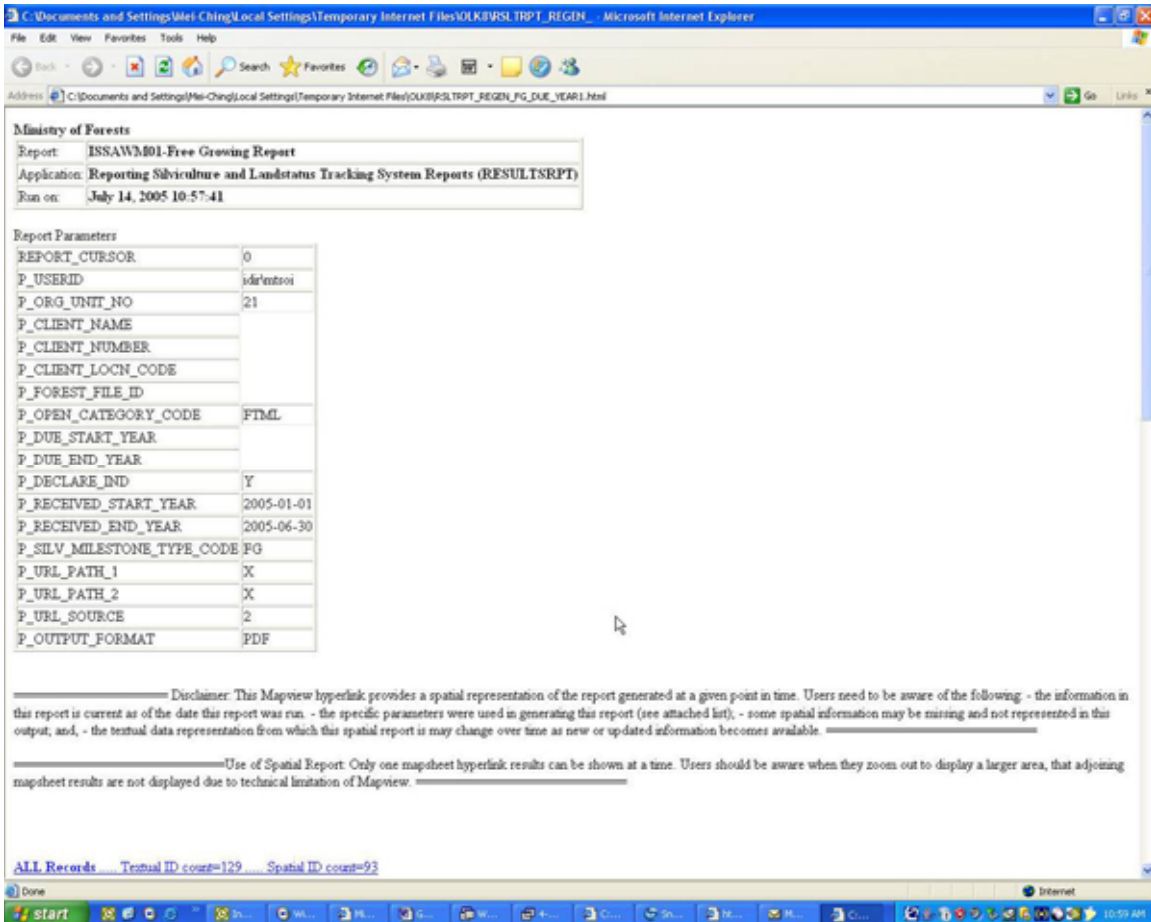 C:\Documents and Settings\Mei-Ching\Local Settings\Temporary Internet Files\OLK8\RSLTRPT_REGEN_ - Microsoft Internet Explorer
File Edit View Favorites Tools Help
Back Search Favorites
Address C:\Documents and Settings\Mei-Ching\Local Settings\Temporary Internet Files\OLK8\RSLTRPT_REGEN_FG_DUE_YEAR1.html Go Links
Ministry of Forests
Report: ISSAWM01-Free Growing Report
Application: Reporting Silviculture and Landstatus Tracking System Reports (RESULTSRPT)
Run on: July 14, 2005 10:57:41
Report Parameters
REPORT_CURSOR 0
P_USERID idir\mtsoi
P_ORG_UNIT_NO 21
P_CLIENT_NAME
P_CLIENT_NUMBER
P_CLIENT_LOCN_CODE
P_FOREST_FILE_ID
P_OPEN_CATEGORY_CODE FTML
P_DUE_START_YEAR
P_DUE_END_YEAR
P_DECLARE_IND Y
P_RECEIVED_START_YEAR 2005-01-01
P_RECEIVED_END_YEAR 2005-06-30
P_SILV_MILESTONE_TYPE_CODE FG
P_URL_PATH_1 X
P_URL_PATH_2 X
P_URL_SOURCE 2
P_OUTPUT_FORMAT PDF
Disclaimer: This Mapview hyperlink provides a spatial representation of the report generated at a given point in time. Users need to be aware of the following: - the information in
this report is current as of the date this report was run. - the specific parameters were used in generating this report (see attached list); - some spatial information may be missing and not represented in this
output; and, - the textual data representation from which this spatial report is may change over time as new or updated information becomes available.
Use of Spatial Report: Only one mapsheet hyperlink results can be shown at a time. Users should be aware when they zoom out to display a larger area, that adjoining
mapsheet results are not displayed due to technical limitation of Mapview.
ALL Records ..... Textual ID count=129 ..... Spatial ID count=93
Done Internet
start 10:59 AM